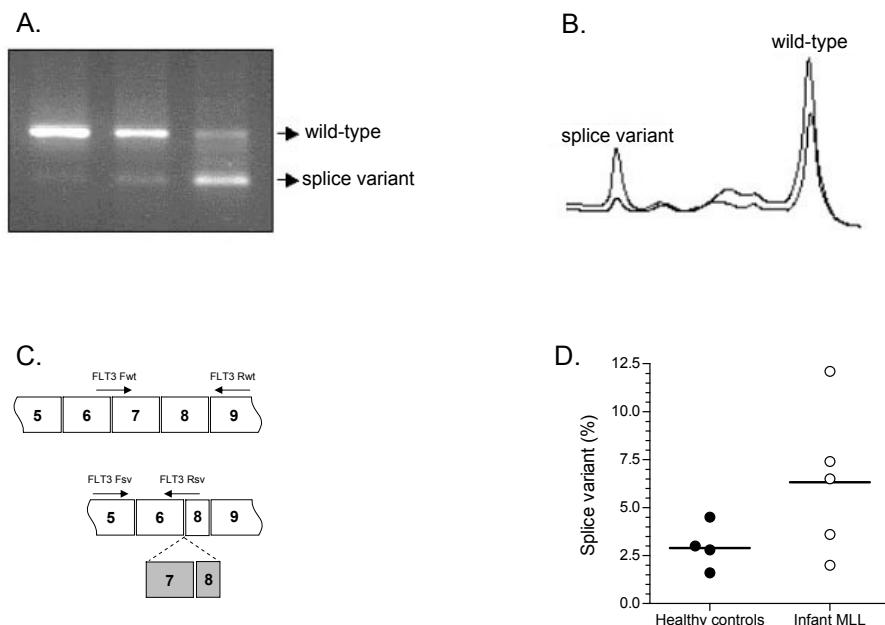 A.
wild-type
splice variant
B.
wild-type
splice variant
C.
FLT3 Fwt FLT3 Rwt
5 6 7 8 9
FLT3 Fsv FLT3 Rsv
5 6 8 9
7 8
D.
Splice variant (%)
12.5
10.0
7.5
5.0
2.5
0.0
Healthy controls Infant MLL